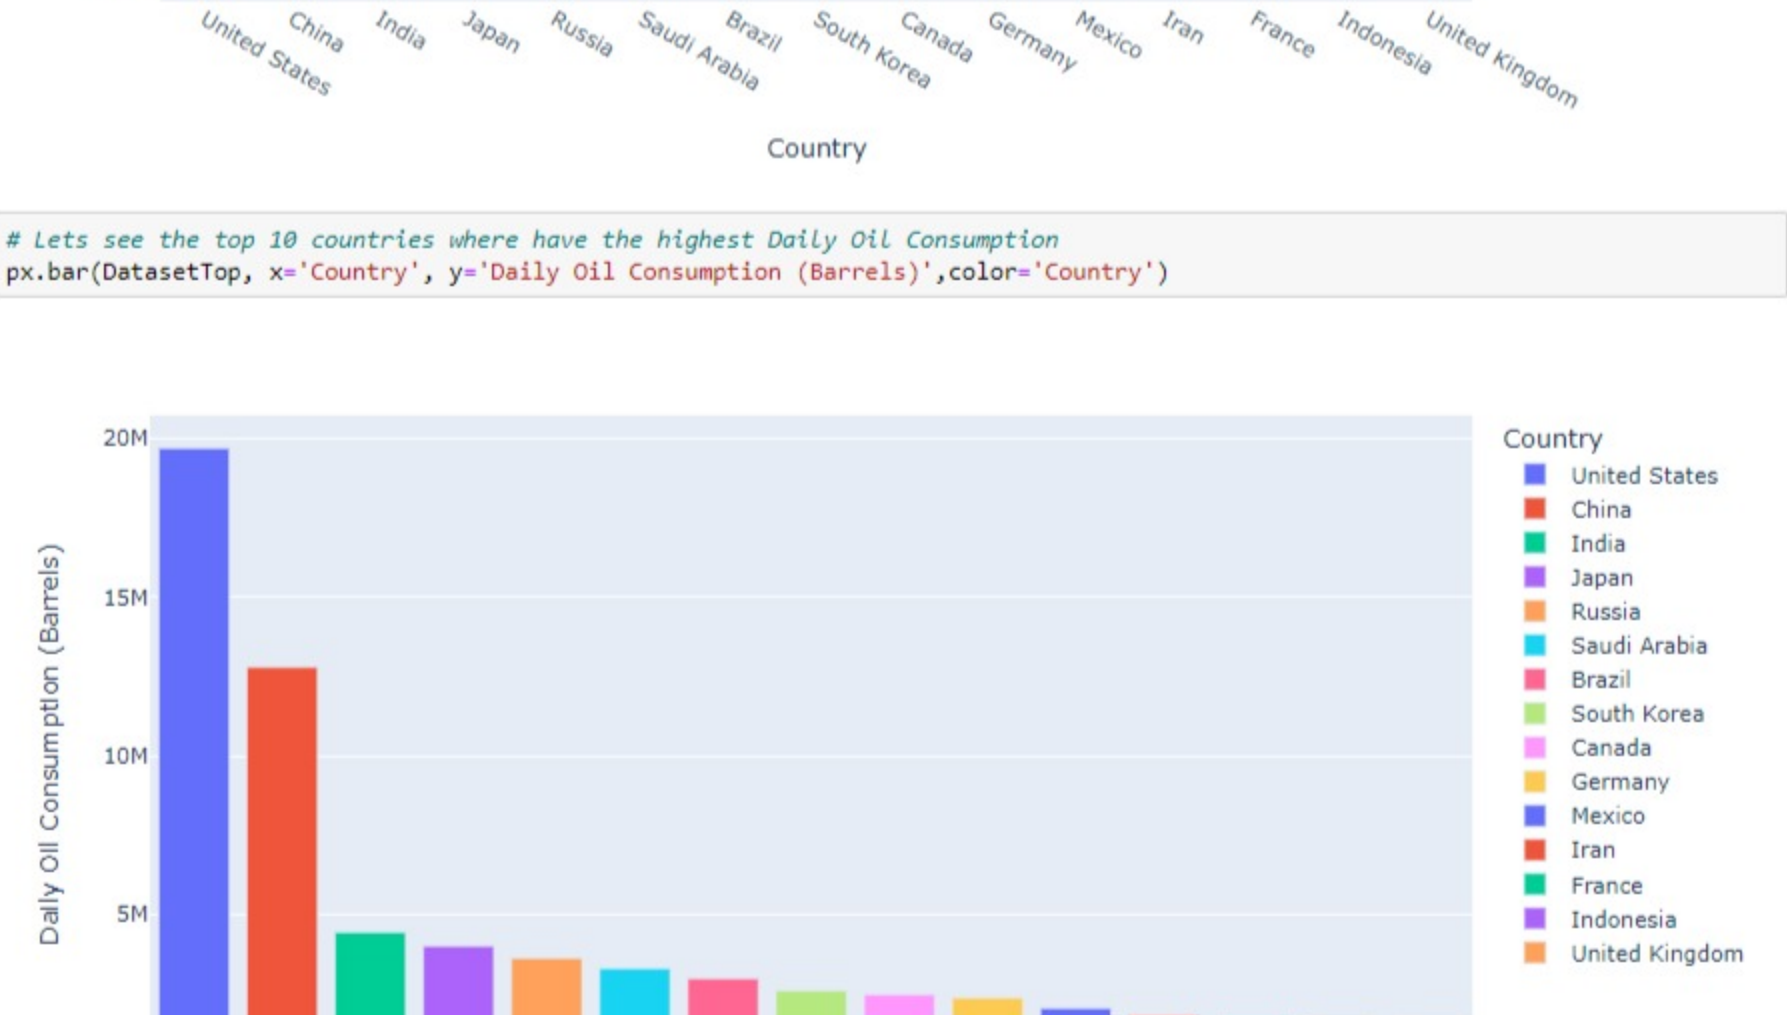 United States
China
India
Japan
Russia
Saudi Arabia
Brazil
South Korea
Canada
Germany
Mexico
Iran
France
Indonesia
United Kingdom
Country
# Lets see the top 10 countries where have the highest Daily Oil Consumption
px.bar(DatasetTop, x='Country', y='Daily Oil Consumption (Barrels)',color='Country')
20M
15M
10M
5M
Daily Oil Consumption (Barrels)
Country
United States
China
India
Japan
Russia
Saudi Arabia
Brazil
South Korea
Canada
Germany
Mexico
Iran
France
Indonesia
United Kingdom